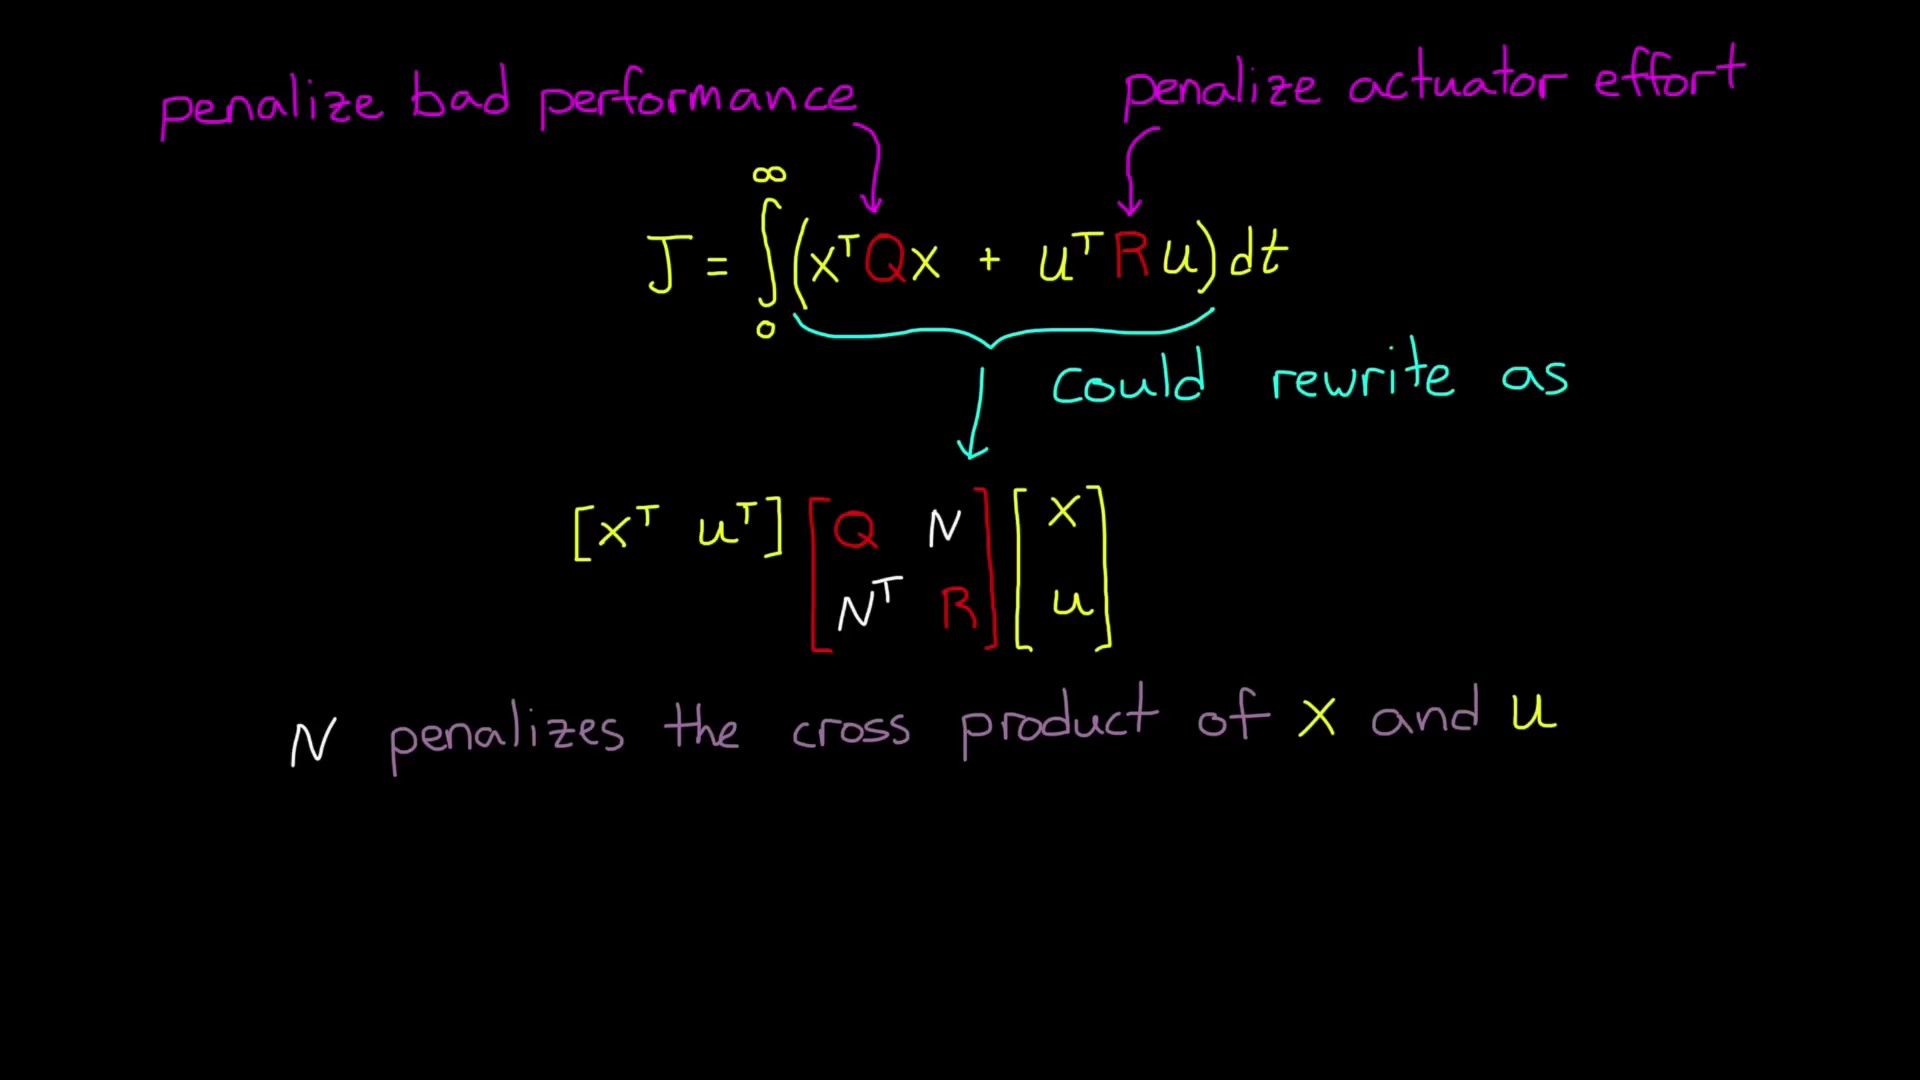 penalize bad performance
penalize actuator effort
J = ∫₀^∞ (xᵀQx + uᵀRu)dt
could rewrite as
[xᵀ uᵀ] [Q N] [x]
[Nᵀ R] [u]
N penalizes the cross product of x and u